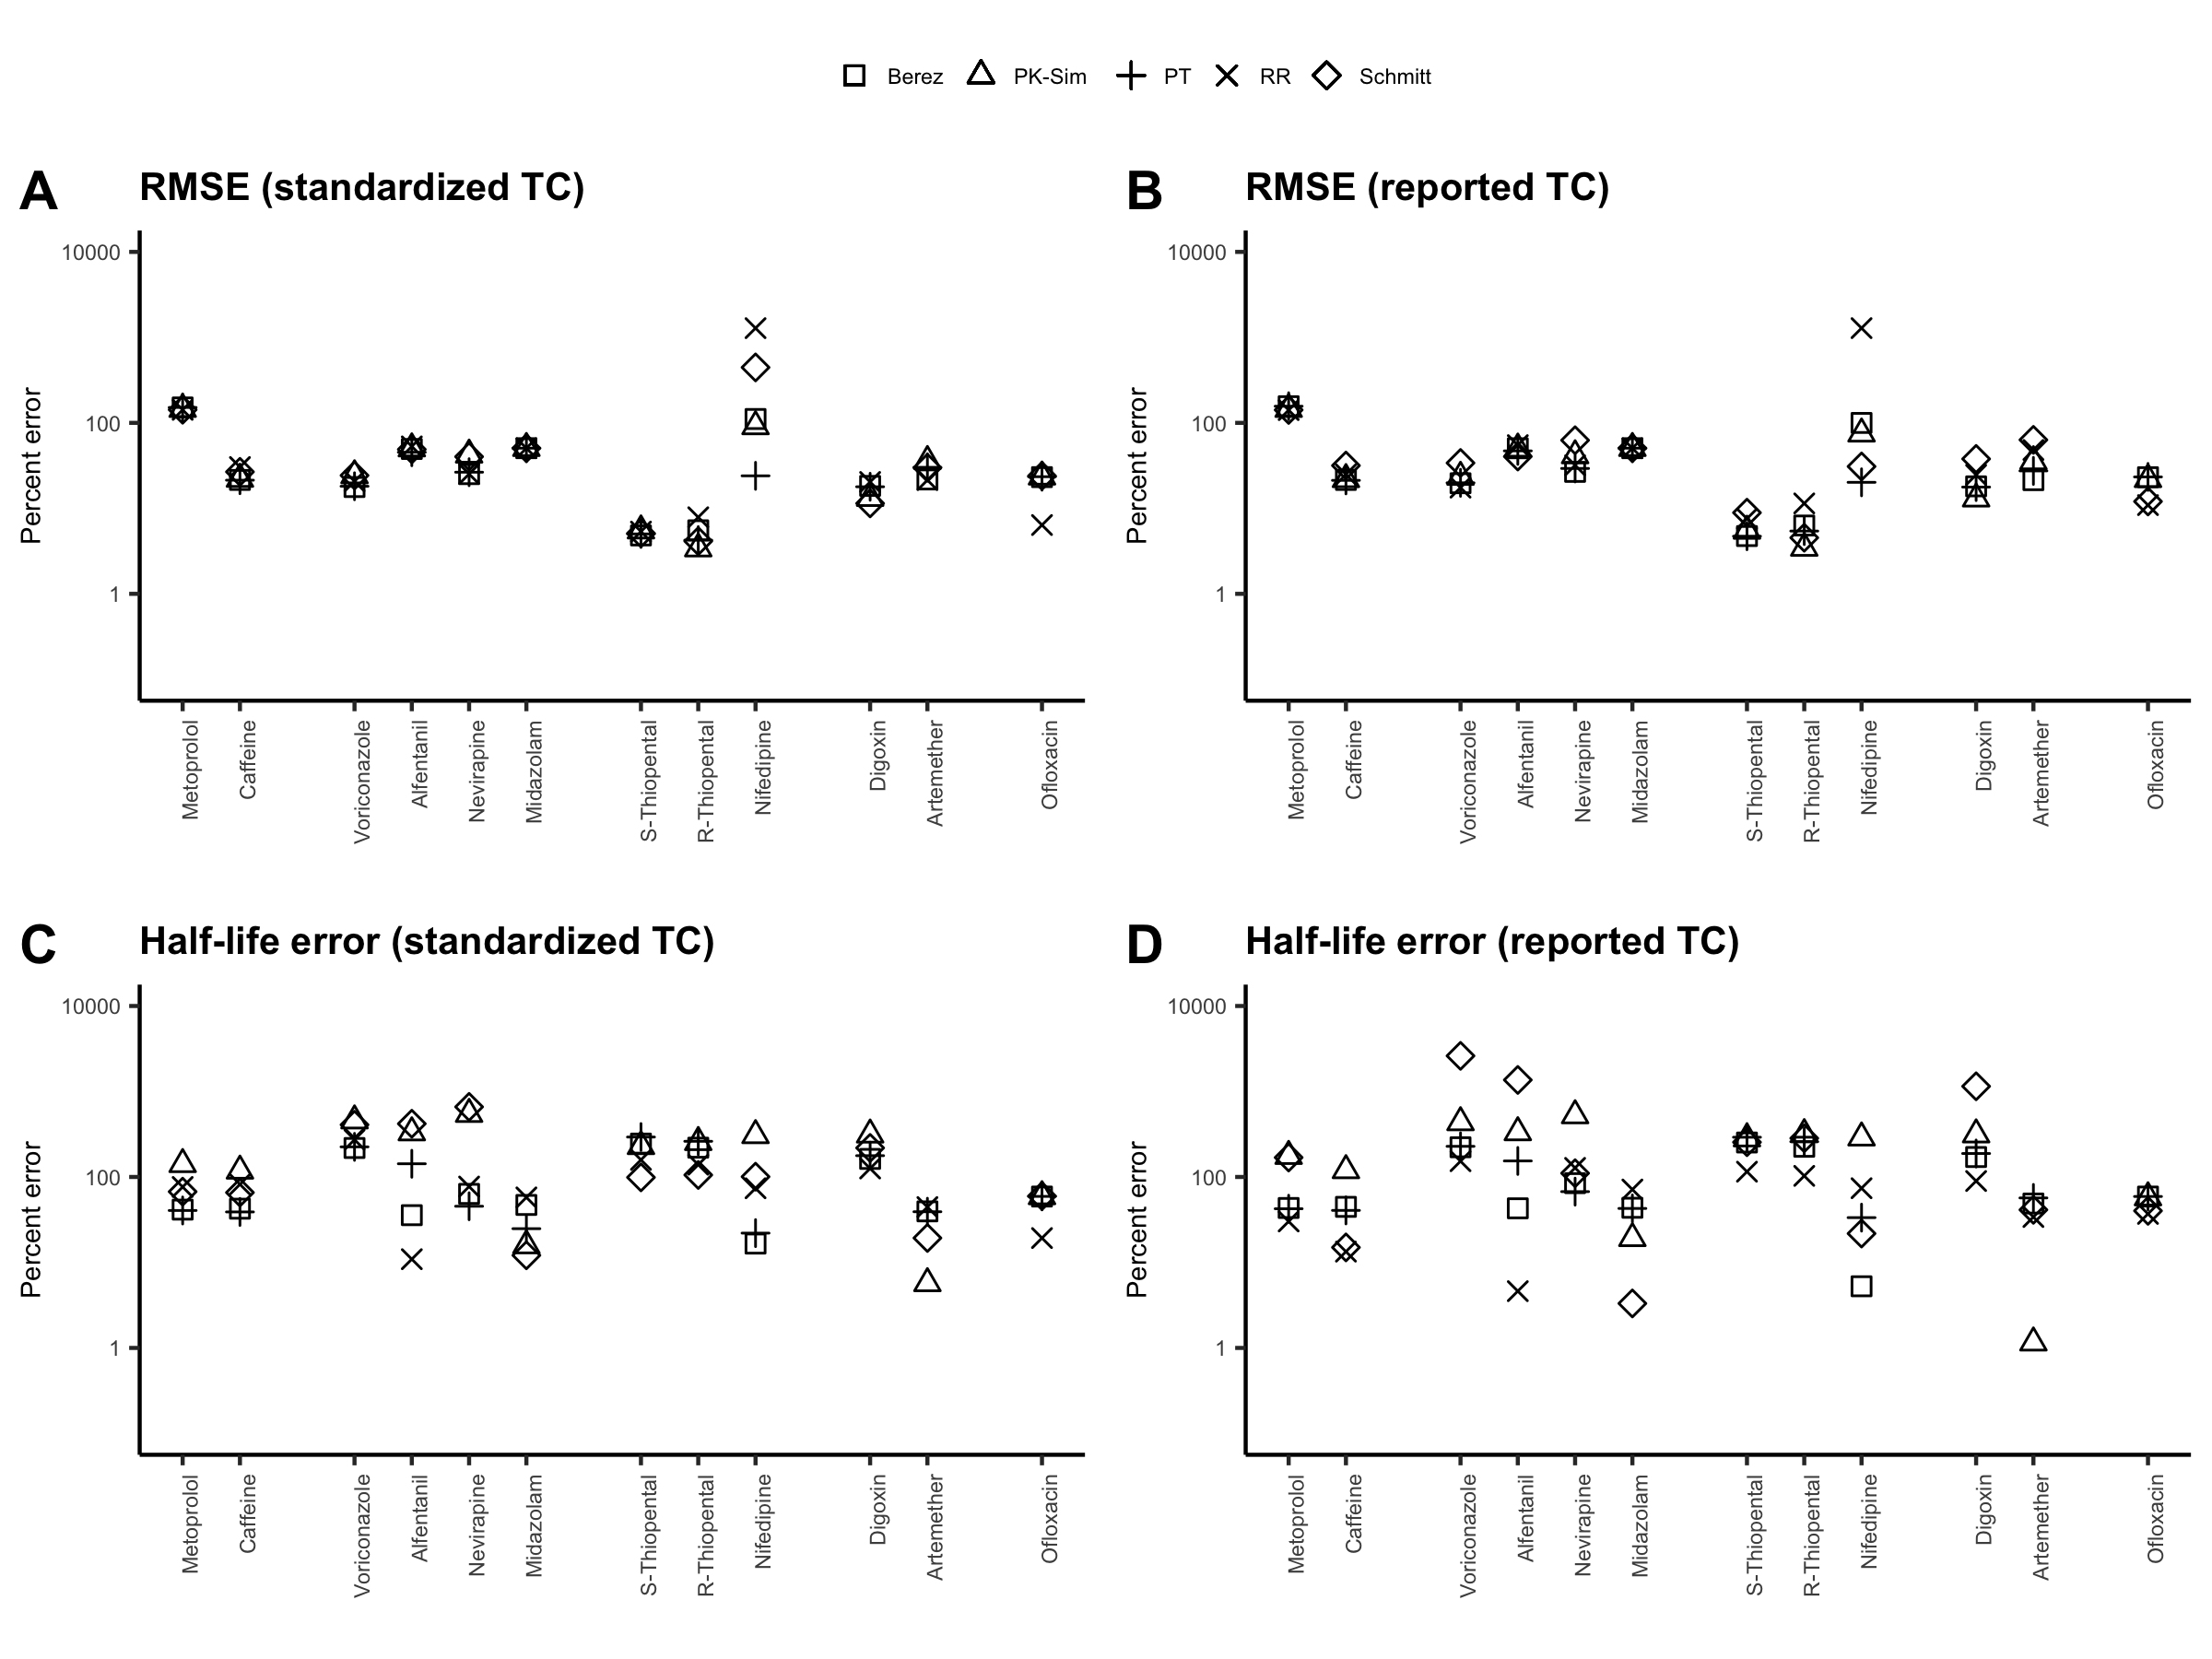 Berez PK-Sim PT RR Schmitt
A RMSE (standardized TC)
10000
100
1
Percent error
Metoprolol
Caffeine
Voriconazole
Alfentanil
Nevirapine
Midazolam
S-Thiopental
R-Thiopental
Nifedipine
Digoxin
Artemether
Ofloxacin
B RMSE (reported TC)
10000
100
1
Percent error
Metoprolol
Caffeine
Voriconazole
Alfentanil
Nevirapine
Midazolam
S-Thiopental
R-Thiopental
Nifedipine
Digoxin
Artemether
Ofloxacin
C Half-life error (standardized TC)
10000
100
1
Percent error
Metoprolol
Caffeine
Voriconazole
Alfentanil
Nevirapine
Midazolam
S-Thiopental
R-Thiopental
Nifedipine
Digoxin
Artemether
Ofloxacin
D Half-life error (reported TC)
10000
100
1
Percent error
Metoprolol
Caffeine
Voriconazole
Alfentanil
Nevirapine
Midazolam
S-Thiopental
R-Thiopental
Nifedipine
Digoxin
Artemether
Ofloxacin